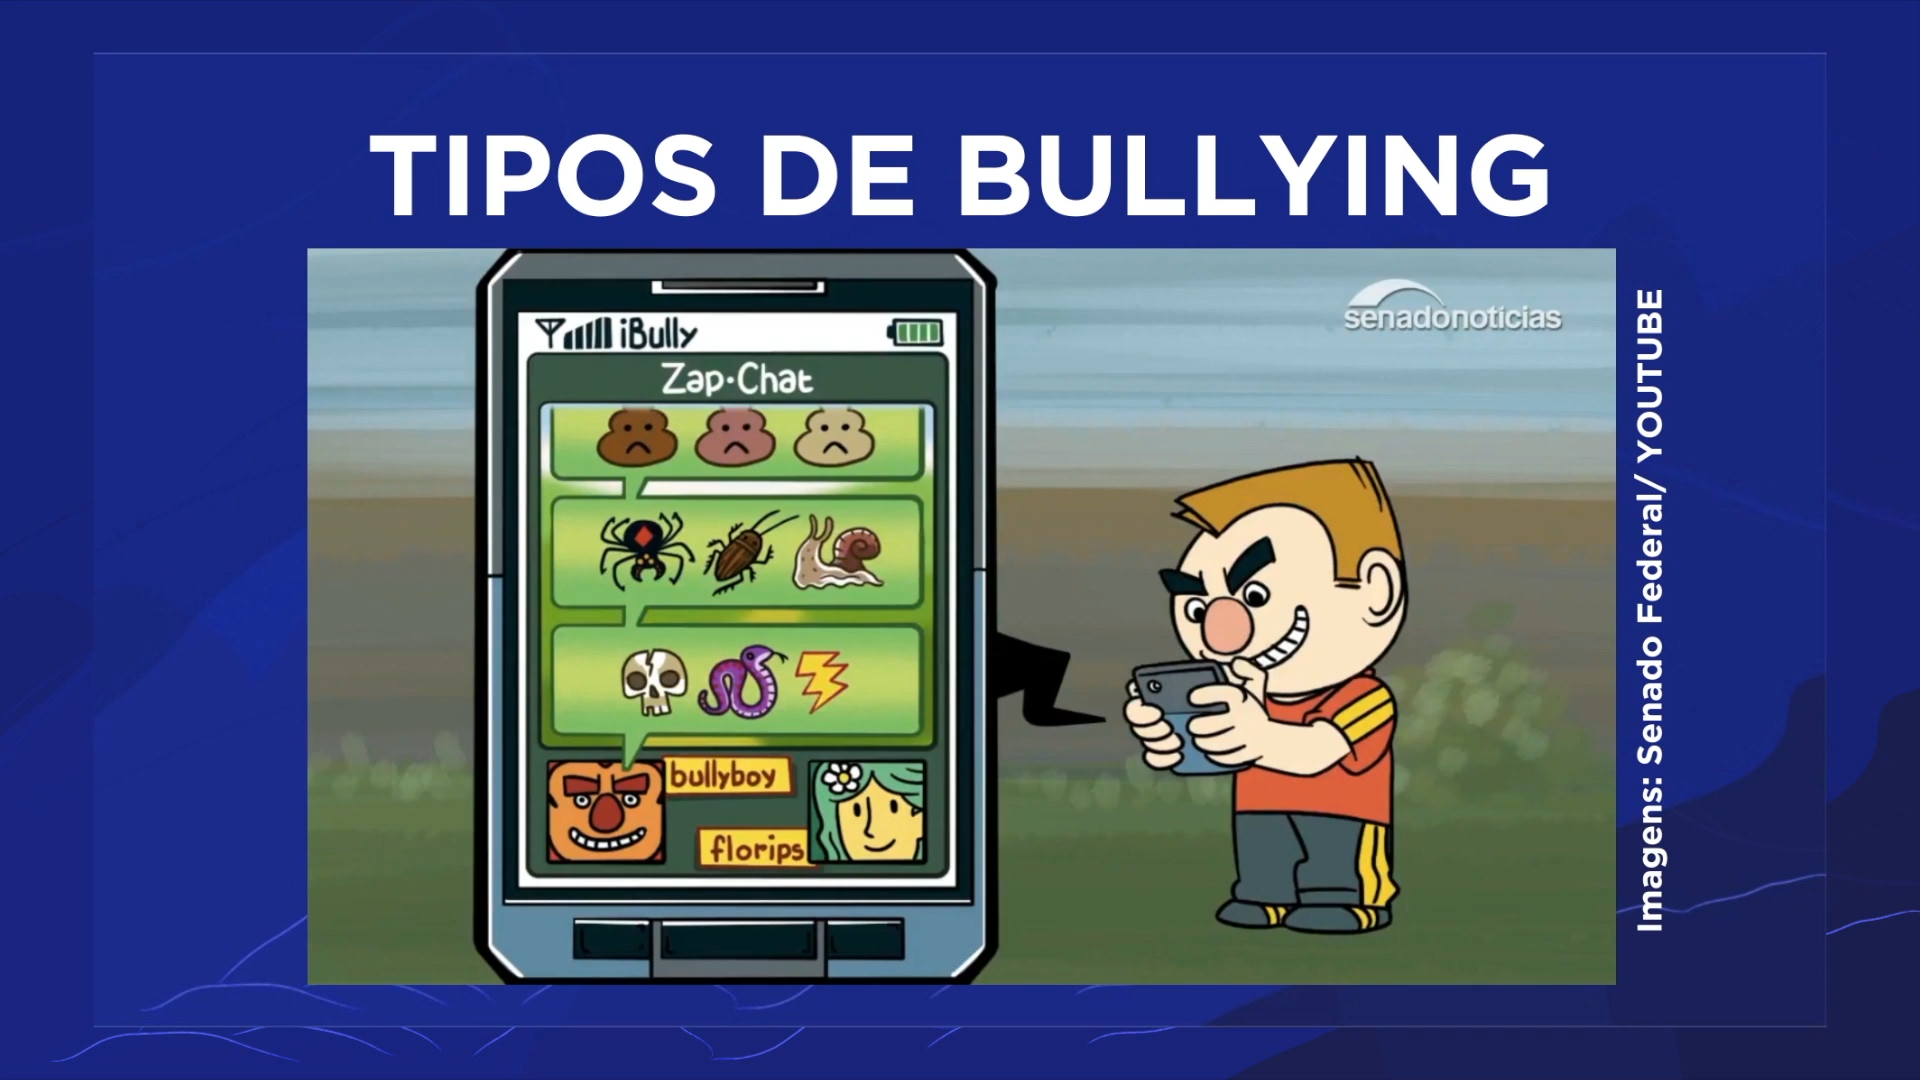 TIPOS DE BULLYING
senadonoticias
iBully
Zap·Chat
bullyboy
florips
Imagens: Senado Federal/ YOUTUBE